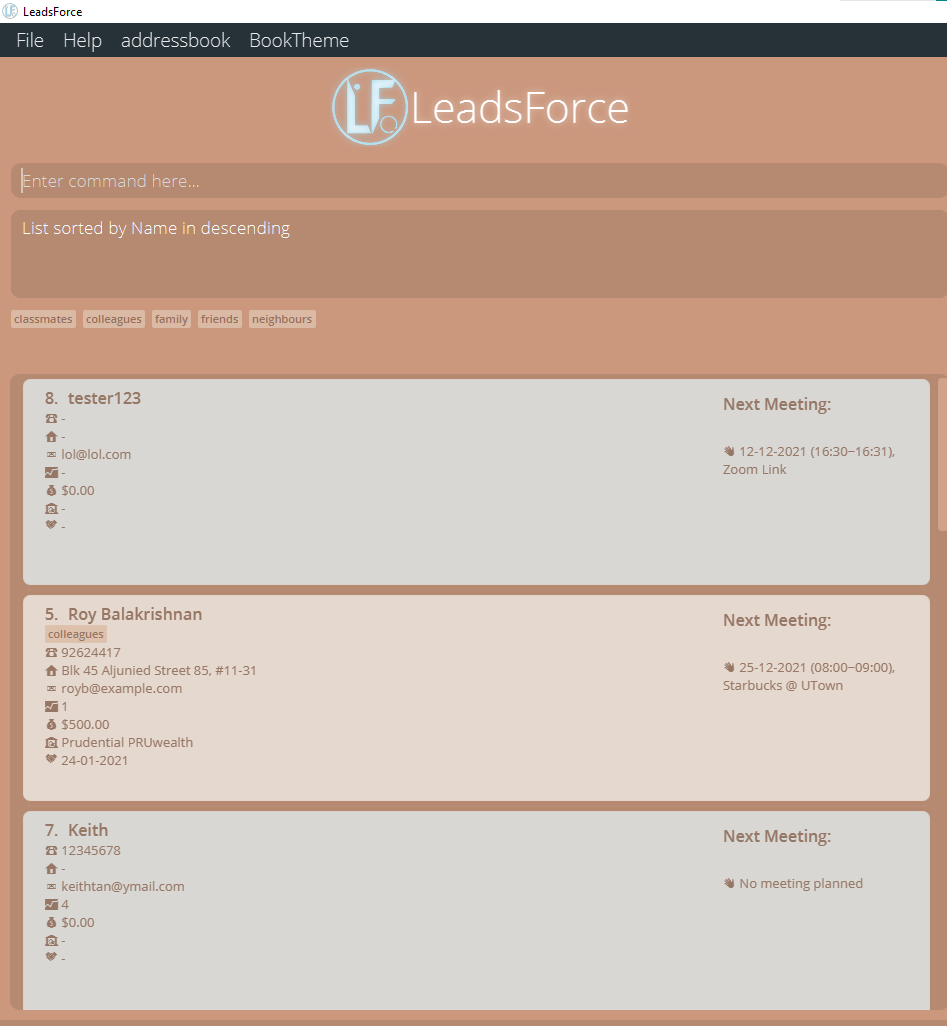 LeadsForce
File Help addressbook BookTheme
LF LeadsForce
Enter command here...
List sorted by Name in descending
classmates colleagues family friends neighbours
8. tester123
-
-
lol@lol.com
-
$0.00
-
-
Next Meeting:
12-12-2021 (16:30~16:31),
Zoom Link
5. Roy Balakrishnan
colleagues
92624417
Blk 45 Aljunied Street 85, #11-31
royb@example.com
1
$500.00
Prudential PRUwealth
24-01-2021
Next Meeting:
25-12-2021 (08:00~09:00),
Starbucks @ UTown
7. Keith
12345678
-
keithtan@ymail.com
4
$0.00
-
-
Next Meeting:
No meeting planned